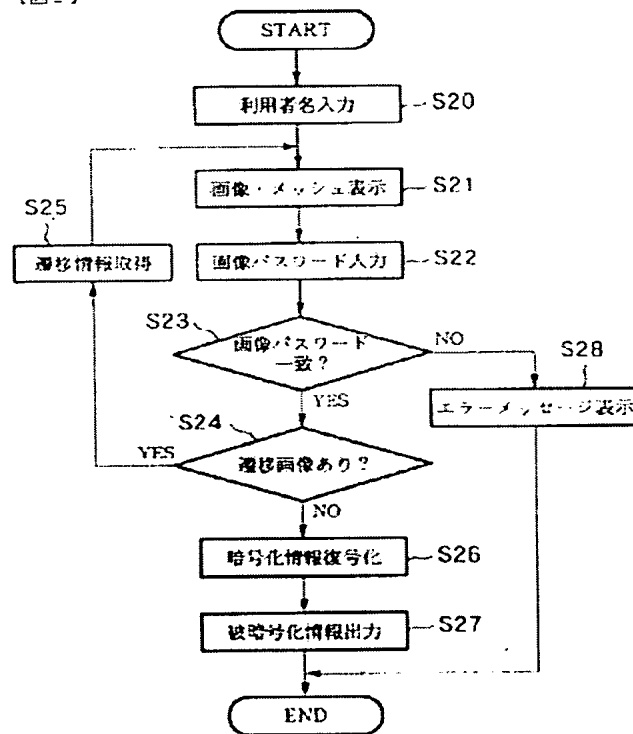 START
利用者名入力
S20
画像・メッシュ表示
S21
S25
遷移情報取得
画像パスワード入力
S22
S23
画像パスワード
一致?
NO
S28
エラーメッセージ表示
YES
S24
遷移画像あり?
YES
NO
暗号化情報復号化
S26
被暗号化情報出力
S27
END